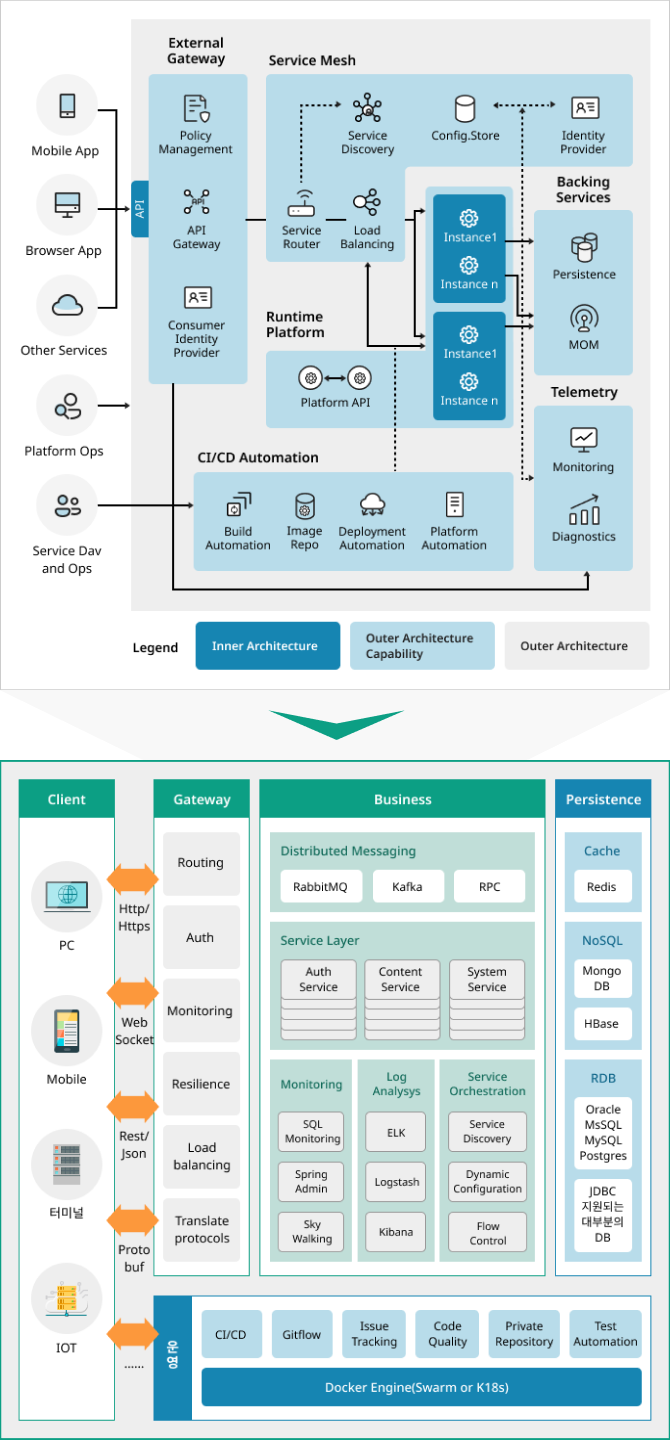 External
Gateway
Service Mesh
Mobile App
Browser App
Other Services
Platform Ops
Service Dav
and Ops
API
Policy
Management
API
API
Gateway
Consumer
Identity
Provider
Service
Discovery
Config.Store
Identity
Provider
Service
Router
Load
Balancing
Backing
Services
Instance1
Instance n
Persistence
MOM
Runtime
Platform
Instance1
Instance n
Platform API
Telemetry
Monitoring
Diagnostics
CI/CD Automation
Build
Automation
Image
Repo
Deployment
Automation
Platform
Automation
Legend
Inner Architecture
Outer Architecture
Capability
Outer Architecture
Client
Gateway
Business
Persistence
PC
Mobile
터미널
IOT
Http/
Https
Web
Socket
Rest/
Json
Proto
buf
......
Routing
Auth
Monitoring
Resilience
Load
balancing
Translate
protocols
Distributed Messaging
RabbitMQ
Kafka
RPC
Service Layer
Auth
Service
Content
Service
System
Service
Monitoring
SQL
Monitoring
Spring
Admin
Sky
Walking
Log
Analysys
ELK
Logstash
Kibana
Service
Orchestration
Service
Discovery
Dynamic
Configuration
Flow
Control
Cache
Redis
NoSQL
Mongo
DB
HBase
RDB
Oracle
MsSQL
MySQL
Postgres
JDBC
지원되는
대부분의
DB
CI/CD
Gitflow
Issue
Tracking
Code
Quality
Private
Repository
Test
Automation
Docker Engine(Swarm or K18s)